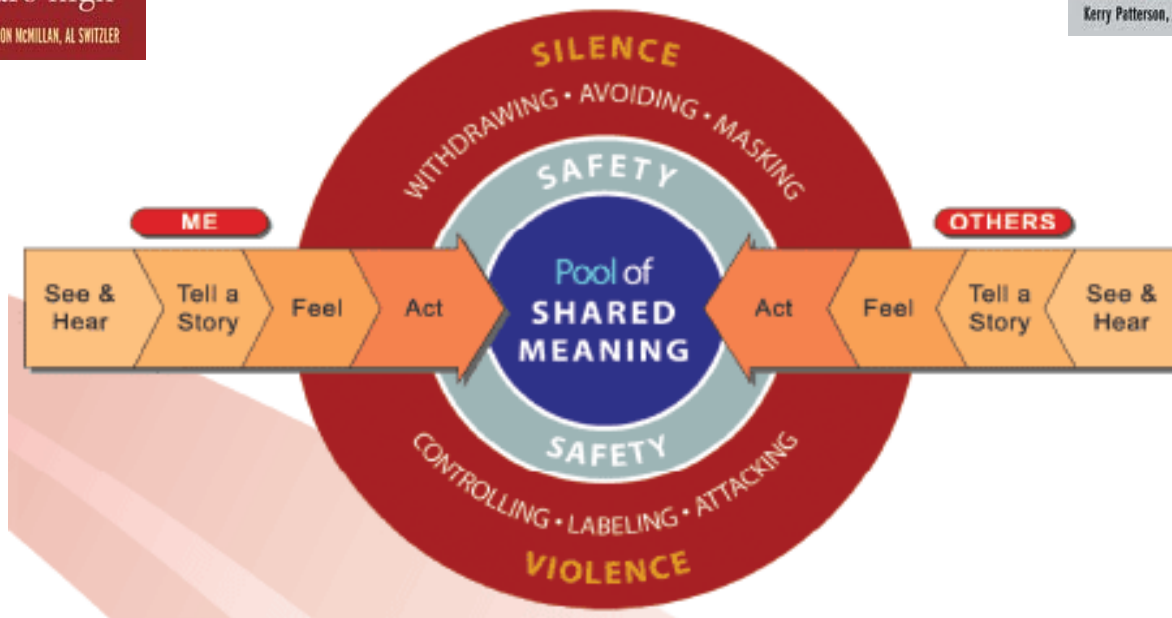 ON McMILLAN, AL SWITZLER
Kerry Patterson,
SILENCE
WITHDRAWING • AVOIDING • MASKING
SAFETY
ME
OTHERS
See &
Hear
Tell a
Story
Feel
Act
Pool of
SHARED
MEANING
Act
Feel
Tell a
Story
See &
Hear
SAFETY
CONTROLLING • LABELING • ATTACKING
VIOLENCE